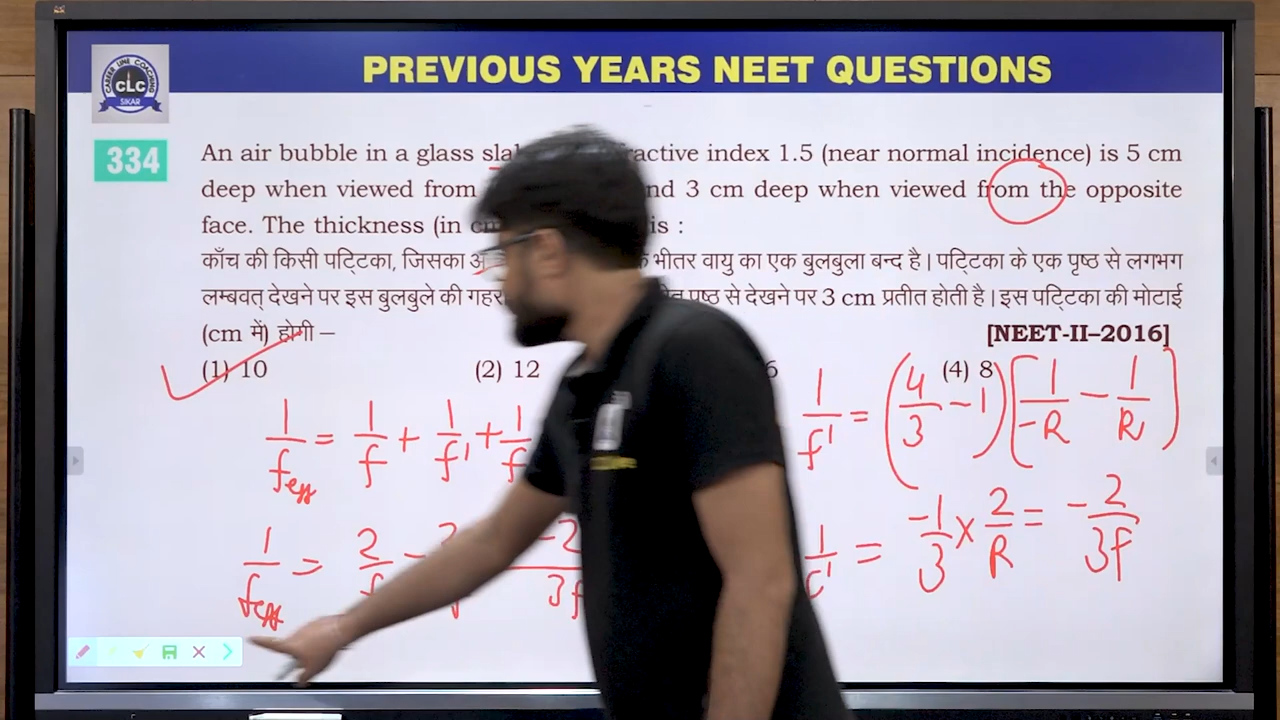 CAREER LINE COACHING
CLC
SIKAR
PREVIOUS YEARS NEET QUESTIONS
334
An air bubble in a glass slab ractive index 1.5 (near normal incidence) is 5 cm
deep when viewed from nd 3 cm deep when viewed from the opposite
face. The thickness (in cm is :
काँच की किसी पट्टिका, जिसका अ भीतर वायु का एक बुलबुला बन्द है। पट्टिका के एक पृष्ठ से लगभग
लम्बवत् देखने पर इस बुलबुले की गहर पृष्ठ से देखने पर 3 cm प्रतीत होती है। इस पट्टिका की मोटाई
(cm में) होगी –
[NEET-II–2016]
(1) 10 (2) 12 6 (4) 8
1/feff = 1/f + 1/f' + 1/f
1/f' = (4/3 – 1) [1/-R – 1/R]
1/feff = 2/f – -2/3f
= -1/3 × 2/R = -2/3f